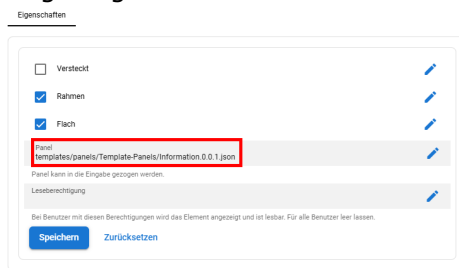 Eigenschaften
Versteckt
Rahmen
Flach
Panel
templates/panels/Template-Panels/Information.0.0.1.json
Panel kann in die Eingabe gezogen werden.
Leseberechtigung
Bei Benutzer mit diesen Berechtigungen wird das Element angezeigt und ist lesbar. Für alle Benutzer leer lassen.
Speichern Zurücksetzen